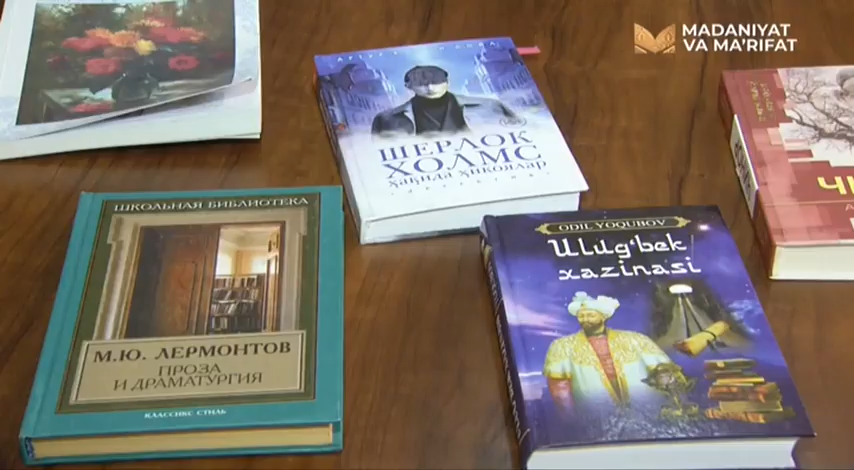 MADANIYAT
VA MA'RIFAT
ШЕРЛОК
ХОЛМС
ҳақида ҳикоялар
ШКОЛЬНАЯ БИБЛИОТЕКА
М.Ю. ЛЕРМОНТОВ
ПРОЗА
И ДРАМАТУРГИЯ
КЛАССИКС СТИЛЬ
ODIL YOQUBOV
Ulug'bek
xazinasi